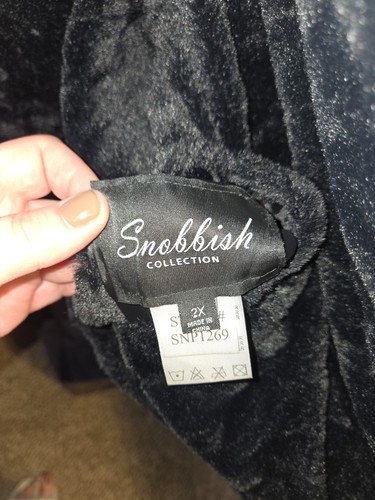 Snobbish
COLLECTION
2X
MADE IN
CHINA
SNP1269